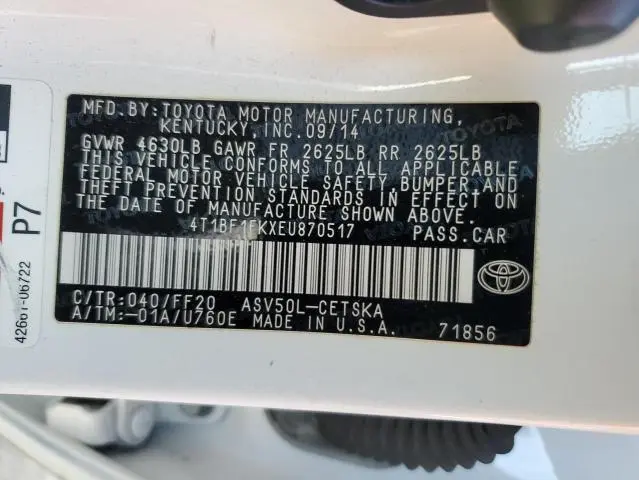 MFD. BY: TOYOTA MOTOR MANUFACTURING,
KENTUCKY, INC. 09/14
GVWR 4630LB GAWR FR 2625LB RR 2625LB
THIS VEHICLE CONFORMS TO ALL APPLICABLE
FEDERAL MOTOR VEHICLE SAFETY, BUMPER, AND
THEFT PREVENTION STANDARDS IN EFFECT ON
THE DATE OF MANUFACTURE SHOWN ABOVE.
4T1BF1FKXEU870517 PASS.CAR
C/TR:040/FF20 ASV50L-CETSKA
A/TM:-01A/U760E MADE IN U.S.A. 71856
P7
42661-06722